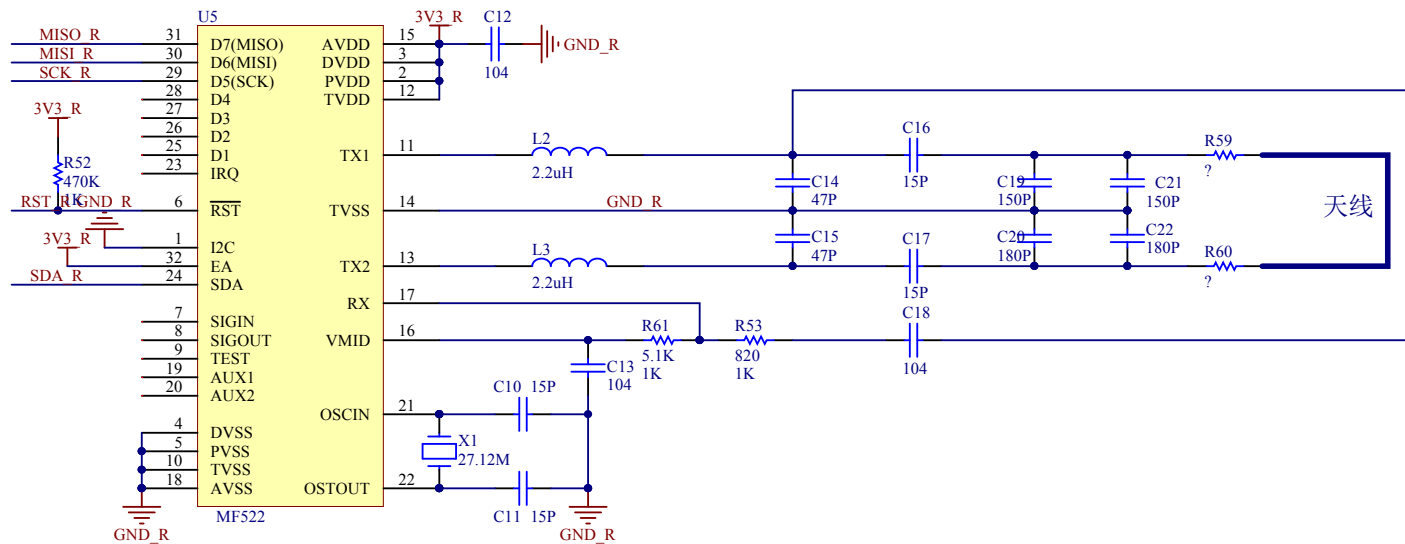 U5
MF522
MISO_R
MISI_R
SCK_R
31
30
29
28
27
26
25
23
6
1
32
24
7
8
9
19
20
4
5
10
18
D7(MISO)
D6(MISI)
D5(SCK)
D4
D3
D2
D1
IRQ
RST
I2C
EA
SDA
SIGIN
SIGOUT
TEST
AUX1
AUX2
DVSS
PVSS
TVSS
AVSS
AVDD
DVDD
PVDD
TVDD
TX1
TVSS
TX2
RX
VMID
OSCIN
OSTOUT
15
3
2
12
11
14
13
17
16
21
22
3V3_R
R52
470K
1K
RST_R
GND_R
3V3_R
SDA_R
GND_R
3V3_R
C12
104
GND_R
L2
2.2uH
GND_R
L3
2.2uH
C14
47P
C15
47P
C16
15P
C17
15P
C19
150P
C20
180P
C21
150P
C22
180P
R59
?
R60
?
天线
R61
5.1K
1K
R53
820
1K
C18
104
C13
104
C10 15P
X1
27.12M
C11 15P
GND_R